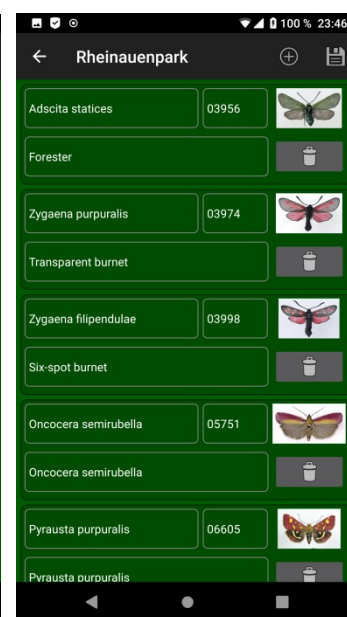 100 % 23:46
Rheinauenpark
Adscita statices 03956
Forester
Zygaena purpuralis 03974
Transparent burnet
Zygaena filipendulae 03998
Six-spot burnet
Oncocera semirubella 05751
Oncocera semirubella
Pyrausta purpuralis 06605
Pyrausta purpuralis